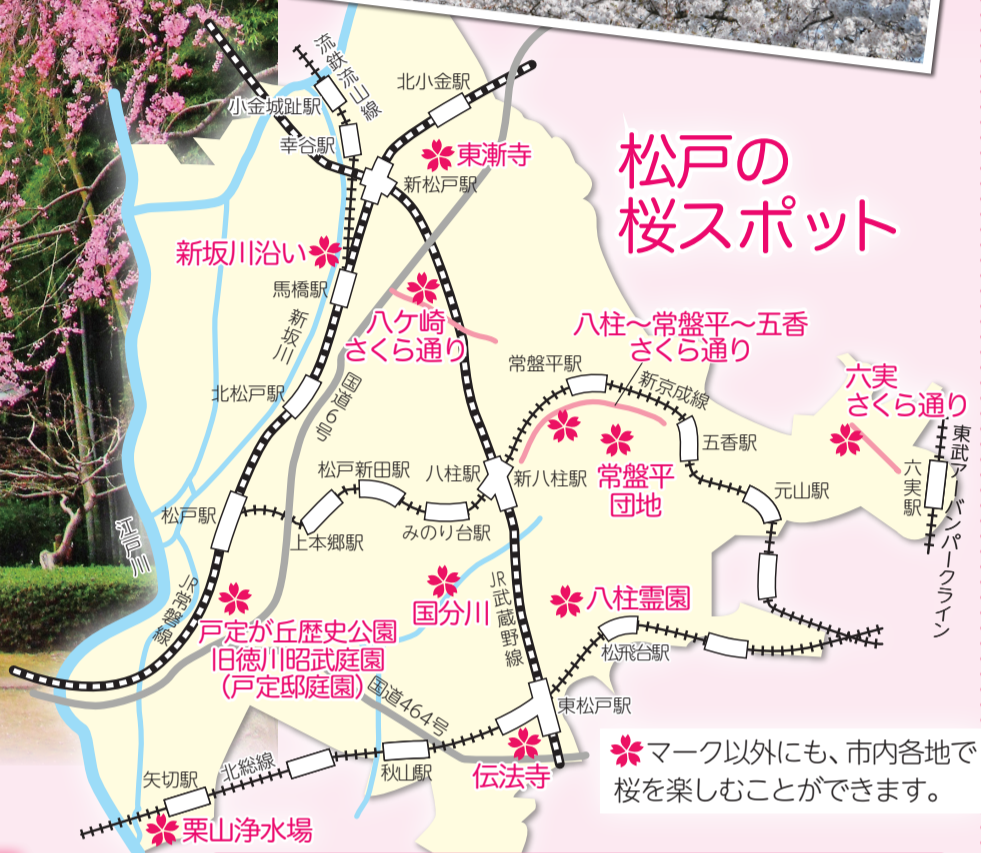 松戸の
桜スポット
流鉄流山線
小金城趾駅
北小金駅
幸谷駅
東漸寺
新松戸駅
新坂川沿い
馬橋駅
新坂川
八ケ崎
さくら通り
八柱～常盤平～五香
さくら通り
常盤平駅
新京成線
六実
さくら通り
北松戸駅
国道6号
五香駅
東武アーバンパークライン
六実駅
松戸新田駅
八柱駅
新八柱駅
常盤平
団地
元山駅
松戸駅
上本郷駅
みのり台駅
江戸川
JR常磐線
国分川
JR武蔵野線
八柱霊園
戸定が丘歴史公園
旧徳川昭武庭園
（戸定邸庭園）
松飛台駅
国道464号
東松戸駅
矢切駅
北総線
秋山駅
伝法寺
栗山浄水場
マーク以外にも、市内各地で
桜を楽しむことができます。